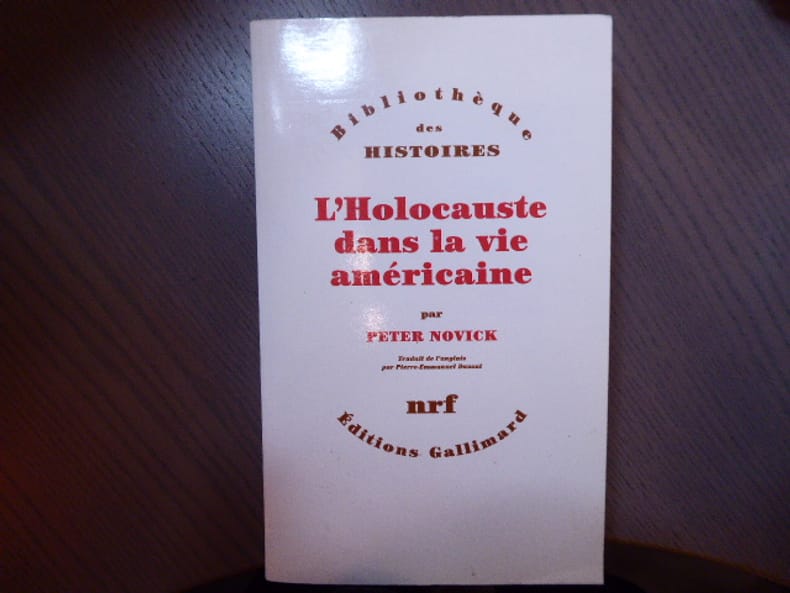 Bibliothèque
des
HISTOIRES
L'Holocauste
dans la vie
américaine
par
PETER NOVICK
Traduit de l'anglais
par Pierre-Emmanuel Dauzat
nrf
Éditions Gallimard